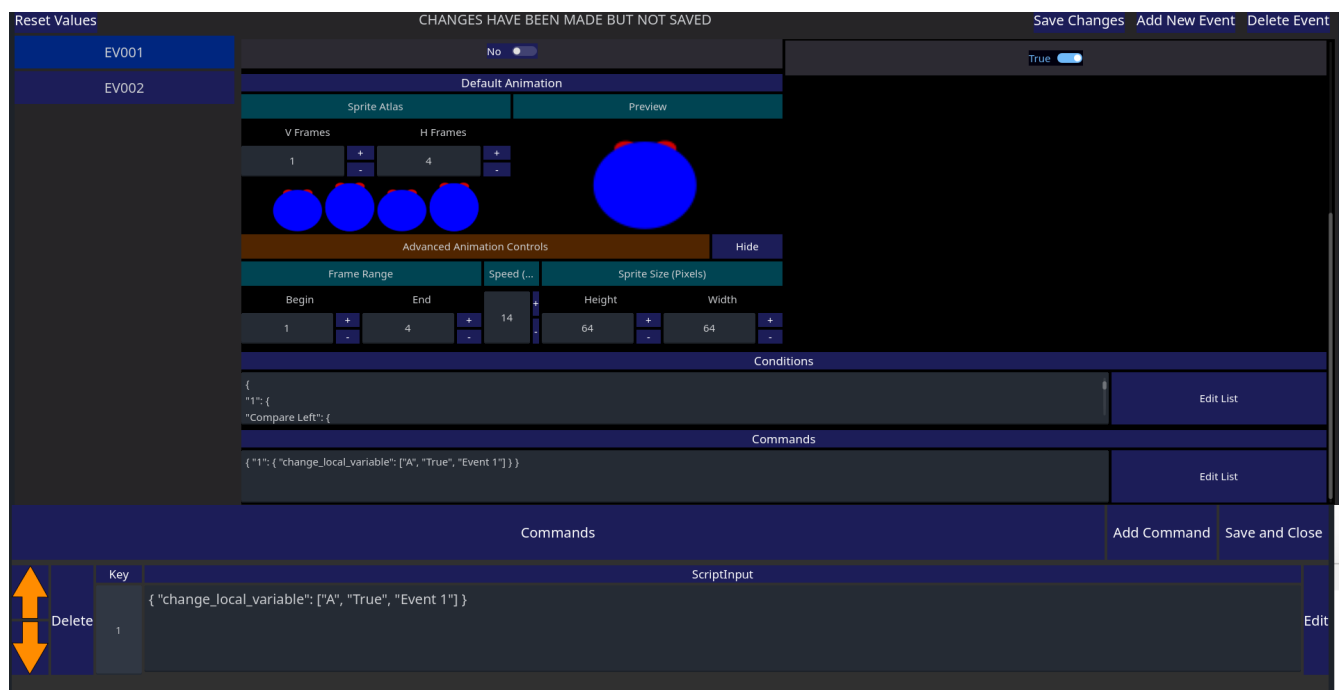 Reset Values
CHANGES HAVE BEEN MADE BUT NOT SAVED
Save Changes
Add New Event
Delete Event
EV001
EV002
No
True
Default Animation
Sprite Atlas
Preview
V Frames
H Frames
1
+
-
4
+
-
Advanced Animation Controls
Hide
Frame Range
Speed (...
Sprite Size (Pixels)
Begin
End
Height
Width
1
+
-
4
+
-
14
+
-
64
+
-
64
+
-
Conditions
{
"1": {
"Compare Left": {
Edit List
Commands
{ "1": { "change_local_variable": ["A", "True", "Event 1"] } }
Edit List
Commands
Add Command
Save and Close
Key
ScriptInput
Delete
1
{ "change_local_variable": ["A", "True", "Event 1"] }
Edit